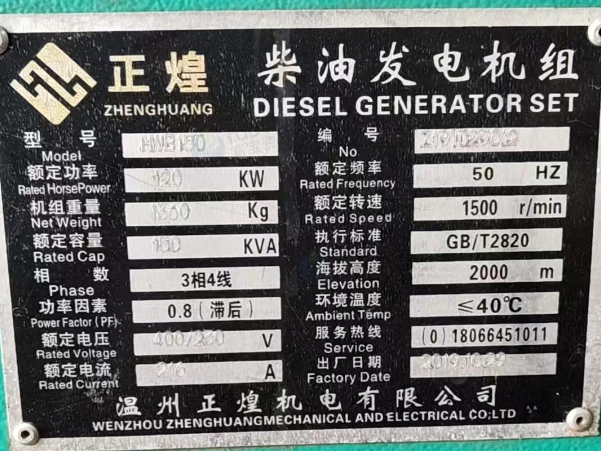 正煌
ZHENGHUANG
柴油发电机组
DIESEL GENERATOR SET
型号
Model
编号
No
额定功率 120 KW
Rated HorsePower
额定频率 50 HZ
Rated Frequency
机组重量 Kg
Net Weight
额定转速 1500 r/min
Rated Speed
额定容量 150 KVA
Rated Cap
执行标准 GB/T2820
Standard
相数 3相4线
Phase
海拔高度 2000 m
Elevation
功率因素 0.8(滞后)
Power Factor(PF)
环境温度 ≤40℃
Ambient Temp
额定电压 400/230 V
Rated Voltage
服务热线 (0)18066451011
Service
额定电流 216 A
Rated Current
出厂日期 2019.10.29
Factory Date
温州正煌机电有限公司
WENZHOU ZHENGHUANGMECHANICAL AND ELECTRICAL CO;LTD